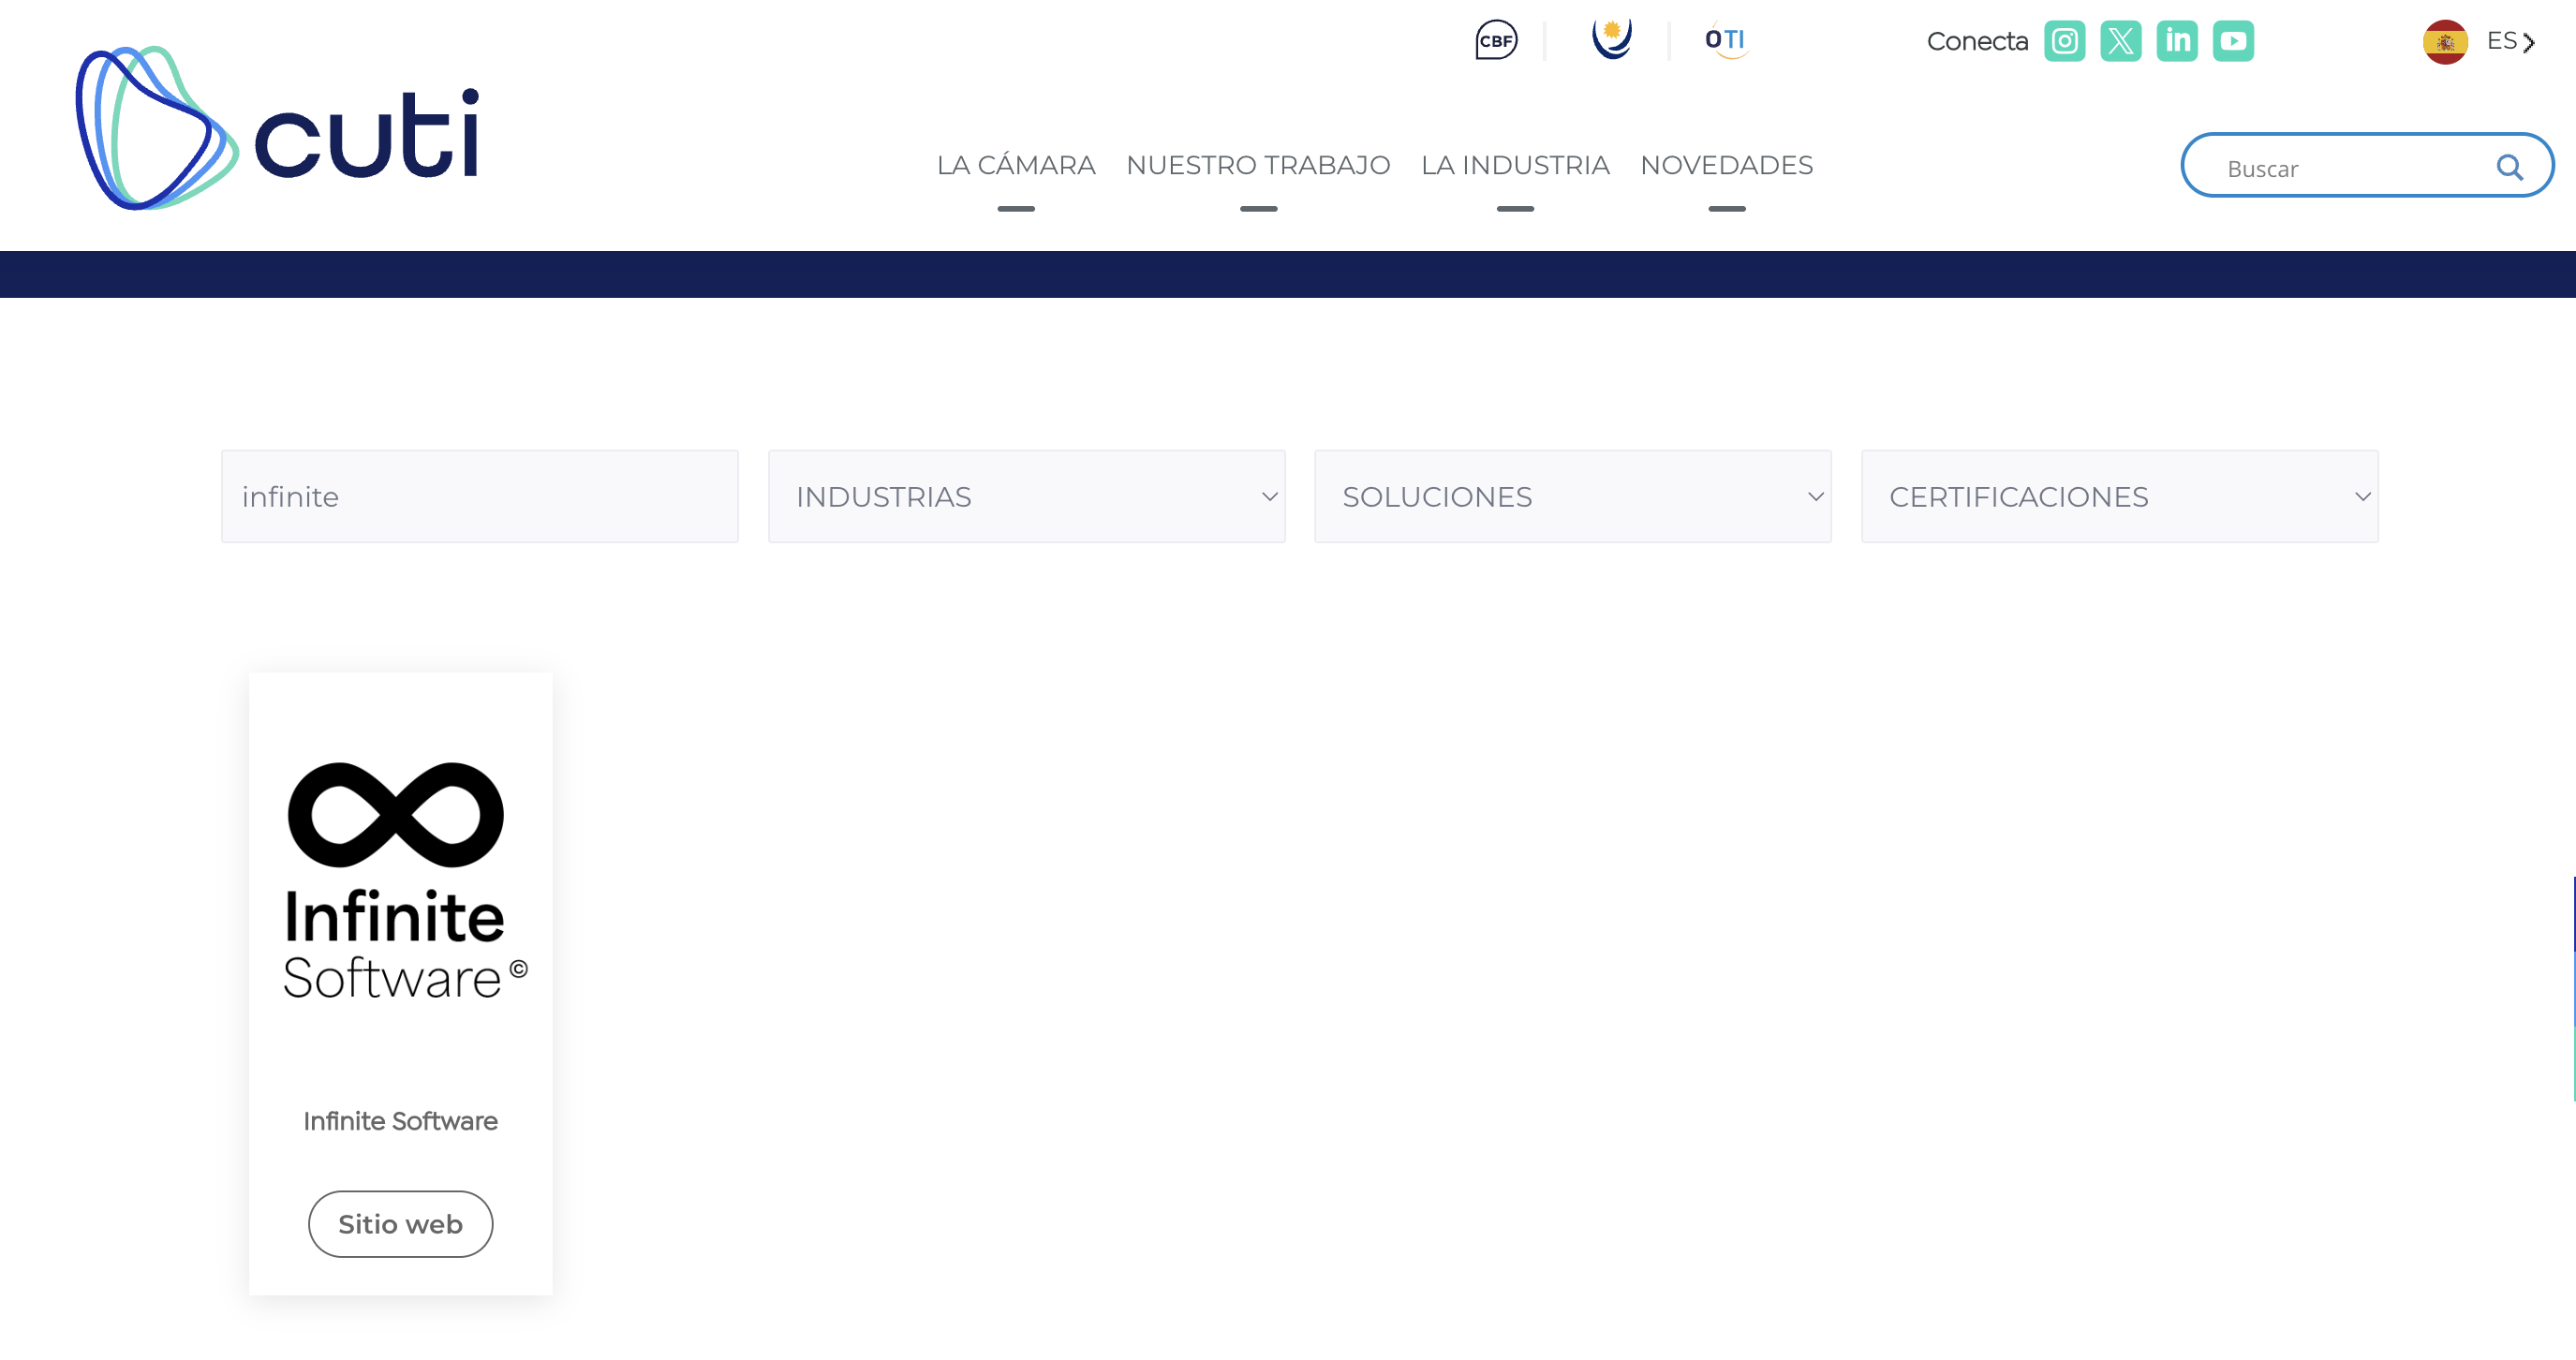 CBF
OTI
Conecta
in
ES
cuti
LA CÁMARA
NUESTRO TRABAJO
LA INDUSTRIA
NOVEDADES
Buscar
infinite
INDUSTRIAS
SOLUCIONES
CERTIFICACIONES
Infinite
Software©
Infinite Software
Sitio web